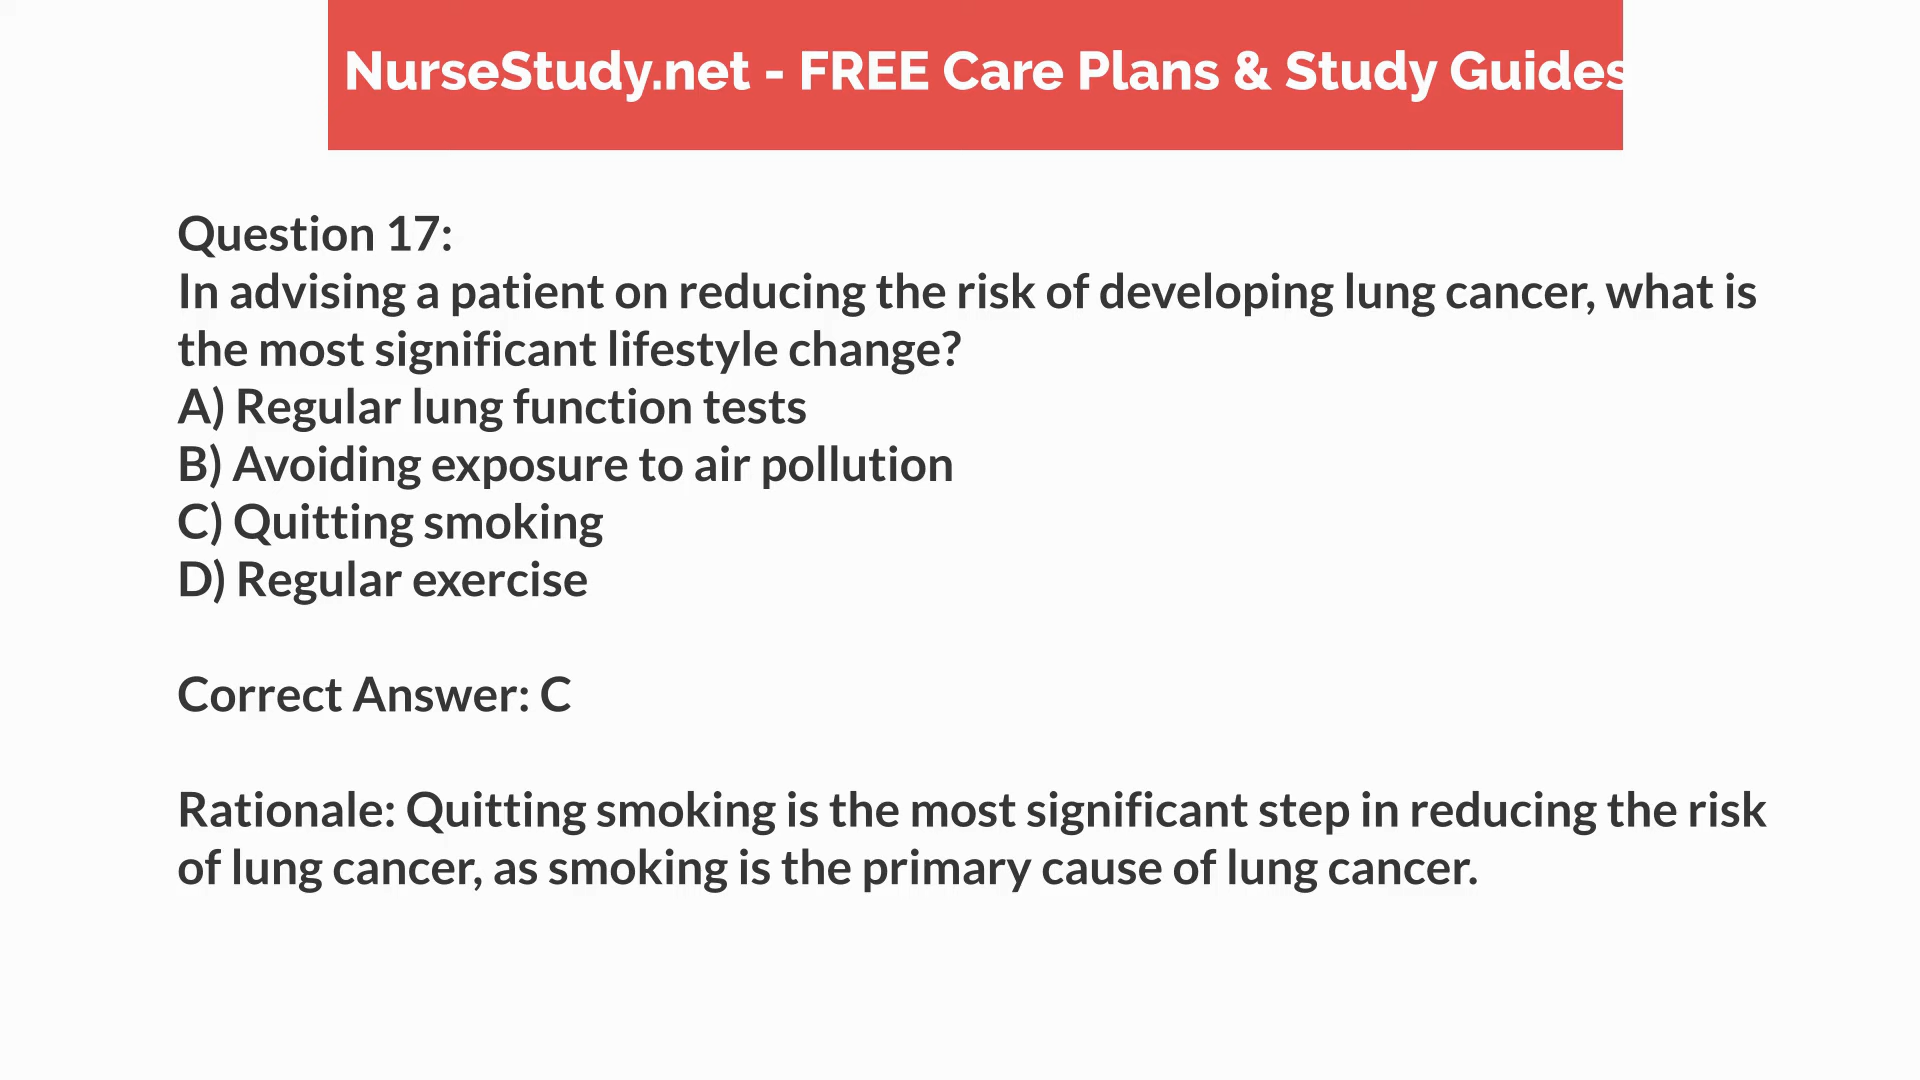 NurseStudy.net - FREE Care Plans & Study Guides
Question 17:
In advising a patient on reducing the risk of developing lung cancer, what is
the most significant lifestyle change?
A) Regular lung function tests
B) Avoiding exposure to air pollution
C) Quitting smoking
D) Regular exercise
Correct Answer: C
Rationale: Quitting smoking is the most significant step in reducing the risk
of lung cancer, as smoking is the primary cause of lung cancer.